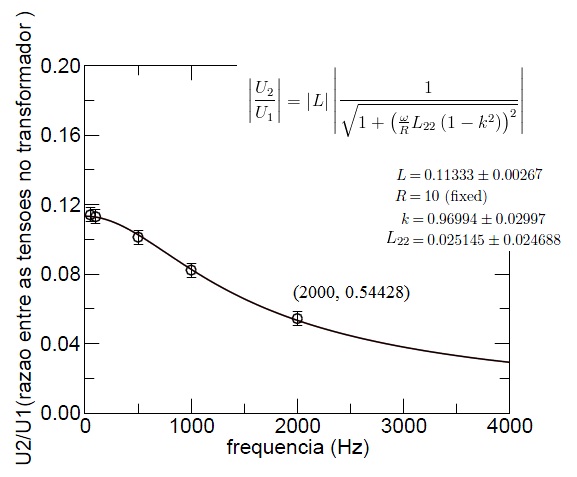 U2/U1(razao entre as tensoes no transformador )
0.20
0.16
0.12
0.08
0.04
0.00
|U₂/U₁| = |L| |1/√(1 + (ω/R L₂₂ (1 − k²))²)|
L = 0.11333 ± 0.00267
R = 10 (fixed)
k = 0.96994 ± 0.02997
L₂₂ = 0.025145 ± 0.024688
(2000, 0.54428)
0 1000 2000 3000 4000
frequencia (Hz)